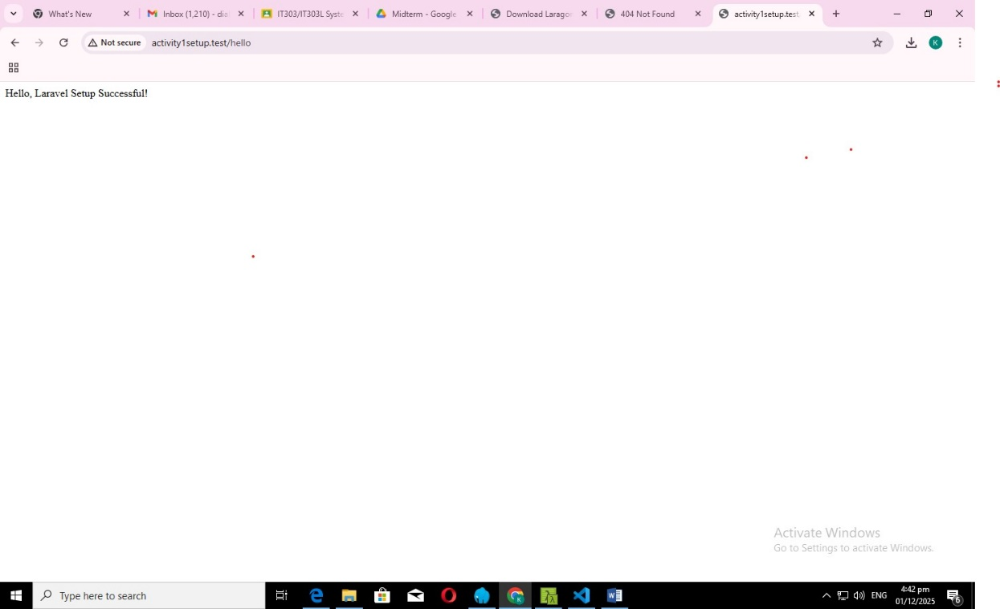 What's New
Inbox (1,210) - dia
IT303/IT303L Syste
Midterm - Google
Download Laragon
404 Not Found
activity1setup.test
Not secure
activity1setup.test/hello
K
Hello, Laravel Setup Successful!
Activate Windows
Go to Settings to activate Windows.
Type here to search
ENG
4:42 pm
01/12/2025
6